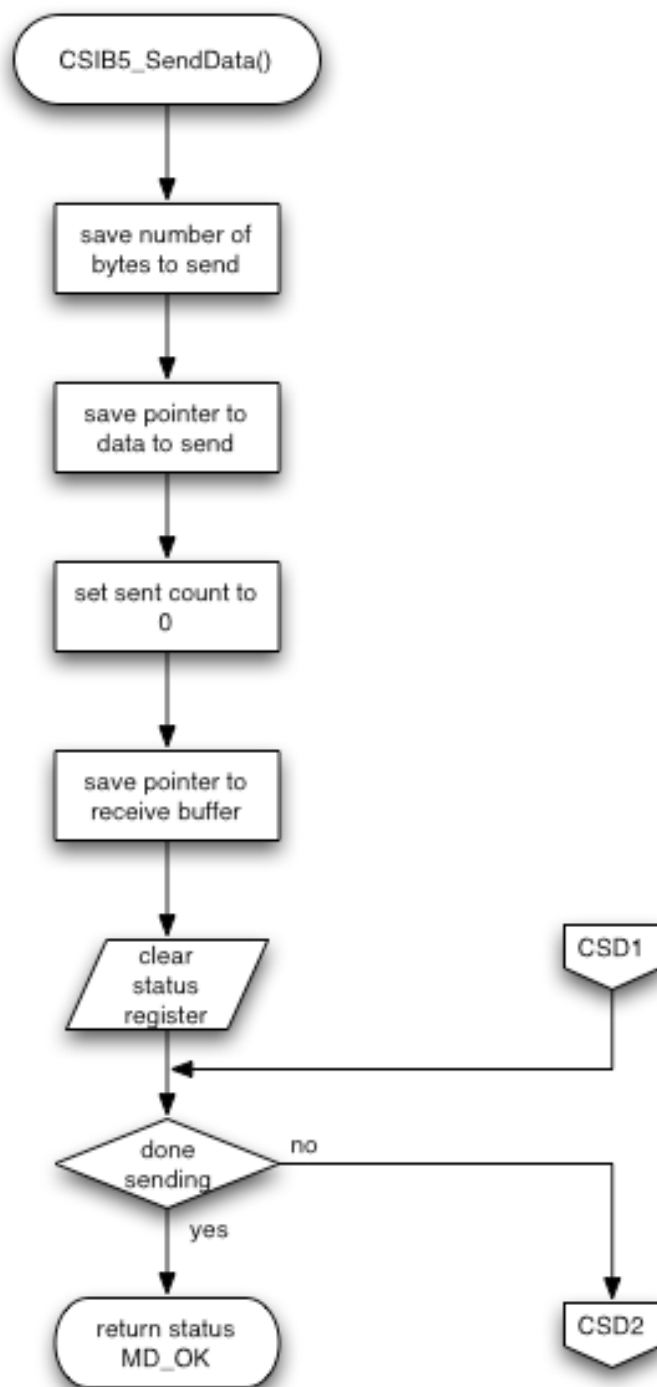 CSIB5_SendData()
save number of
bytes to send
save pointer to
data to send
set sent count to
0
save pointer to
receive buffer
clear
status
register
CSD1
done
sending
no
yes
return status
MD_OK
CSD2